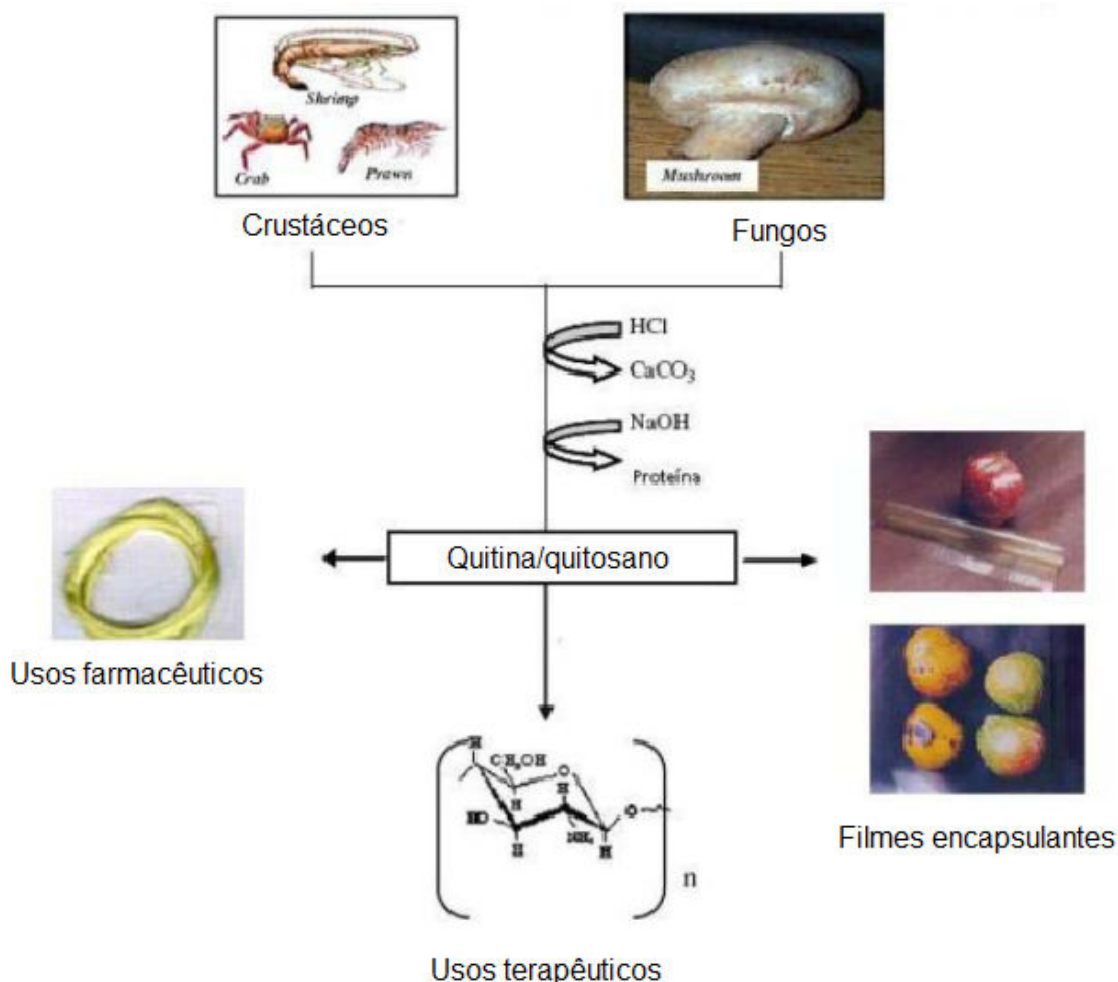 Shrimp
Crab
Prawn
Mushroom
Crustáceos
Fungos
HCl
CaCO₃
NaOH
Proteína
Quitina/quitosano
Usos farmacêuticos
Filmes encapsulantes
H
CH₂OH
O
H
H
HO
NH₂
O
H
H
n
Usos terapêuticos